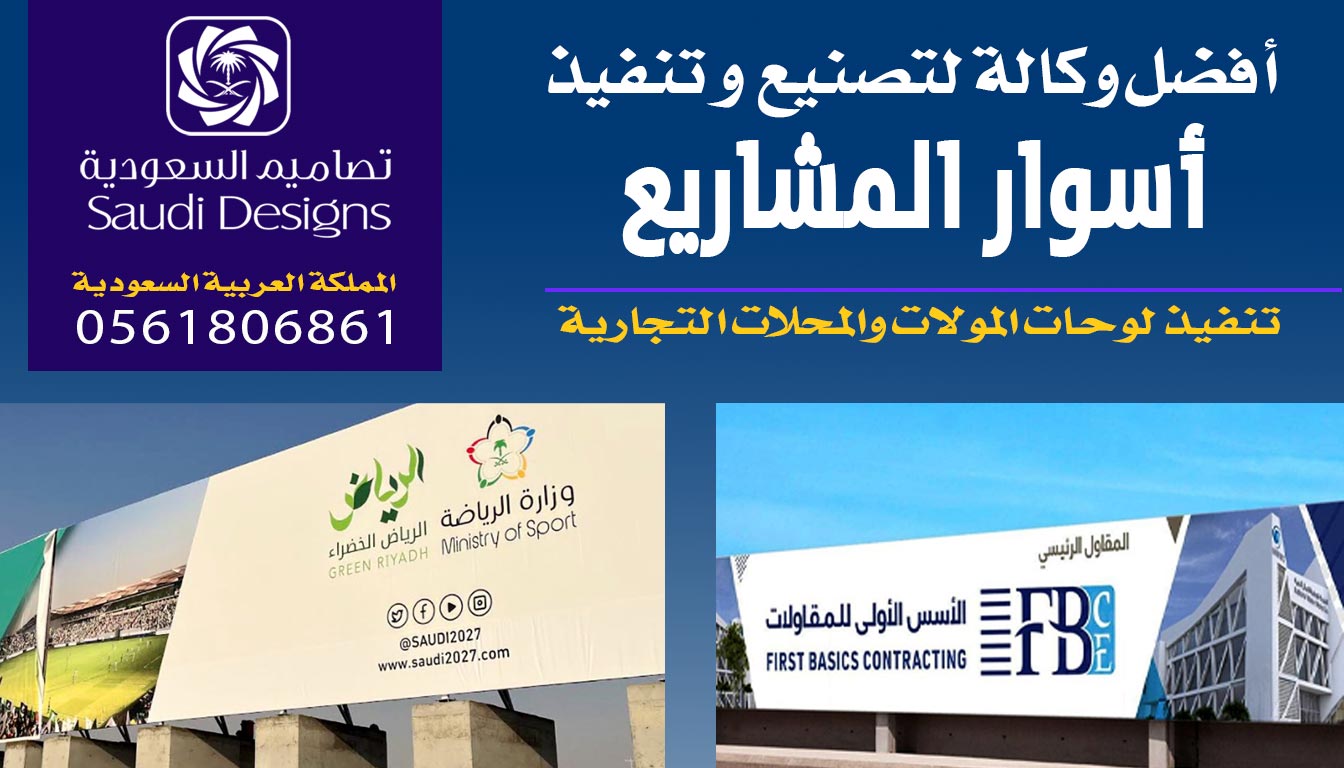 أفضل وكالة لتصنيع و تنفيذ
أسوار المشاريع
تنفيذ لوحات المولات والمحلات التجارية
تصاميم السعودية
Saudi Designs
المملكة العربية السعودية
0561806861
وزارة الرياضة
Ministry of Sport
الرياض
الرياض الخضراء
GREEN RIYADH
@SAUDI2027
www.saudi2027.com
المقاول الرئيسي
الأسس الأولى للمقاولات
FIRST BASICS CONTRACTING
FB
CE